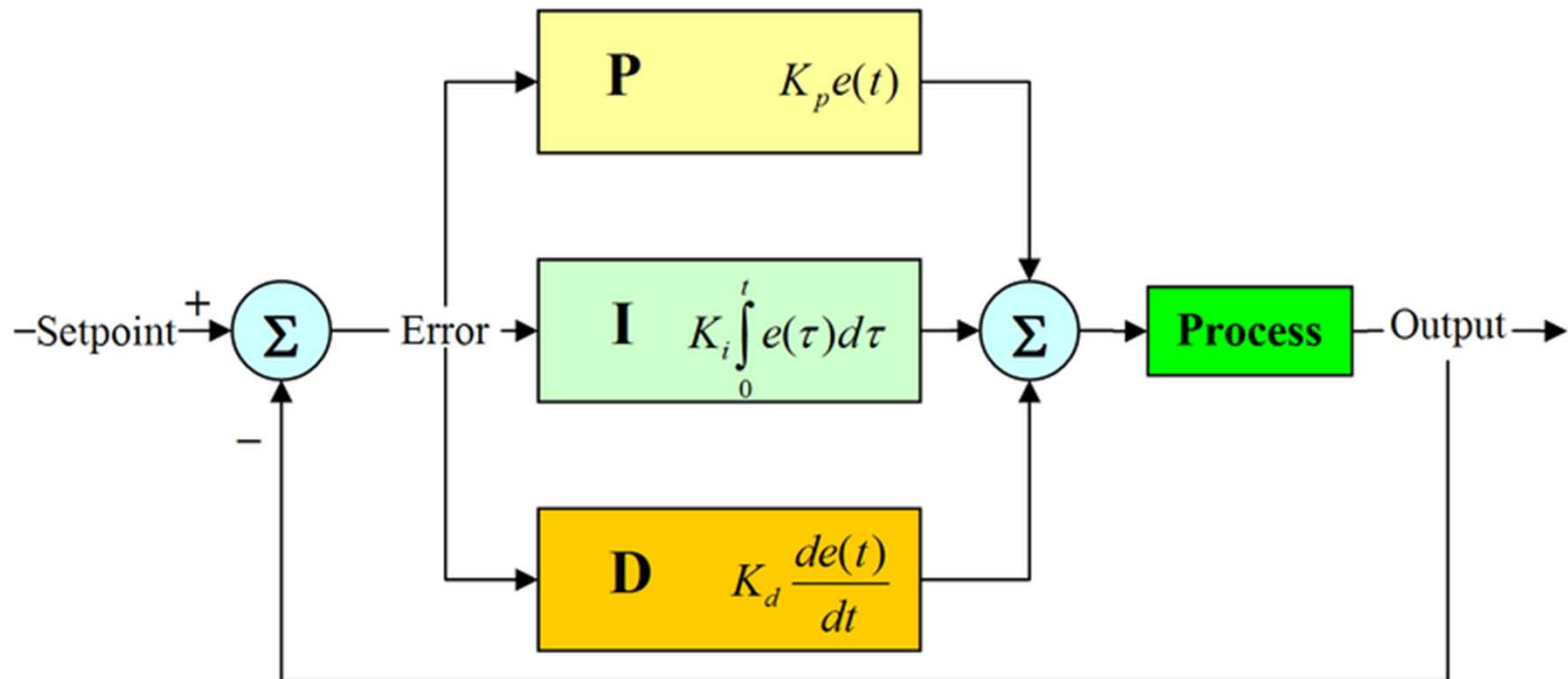 P K_p e(t)
+
–Setpoint
Σ
Error
I K_i ∫_0^t e(τ)dτ
Σ
Process
Output
–
D K_d de(t)/dt